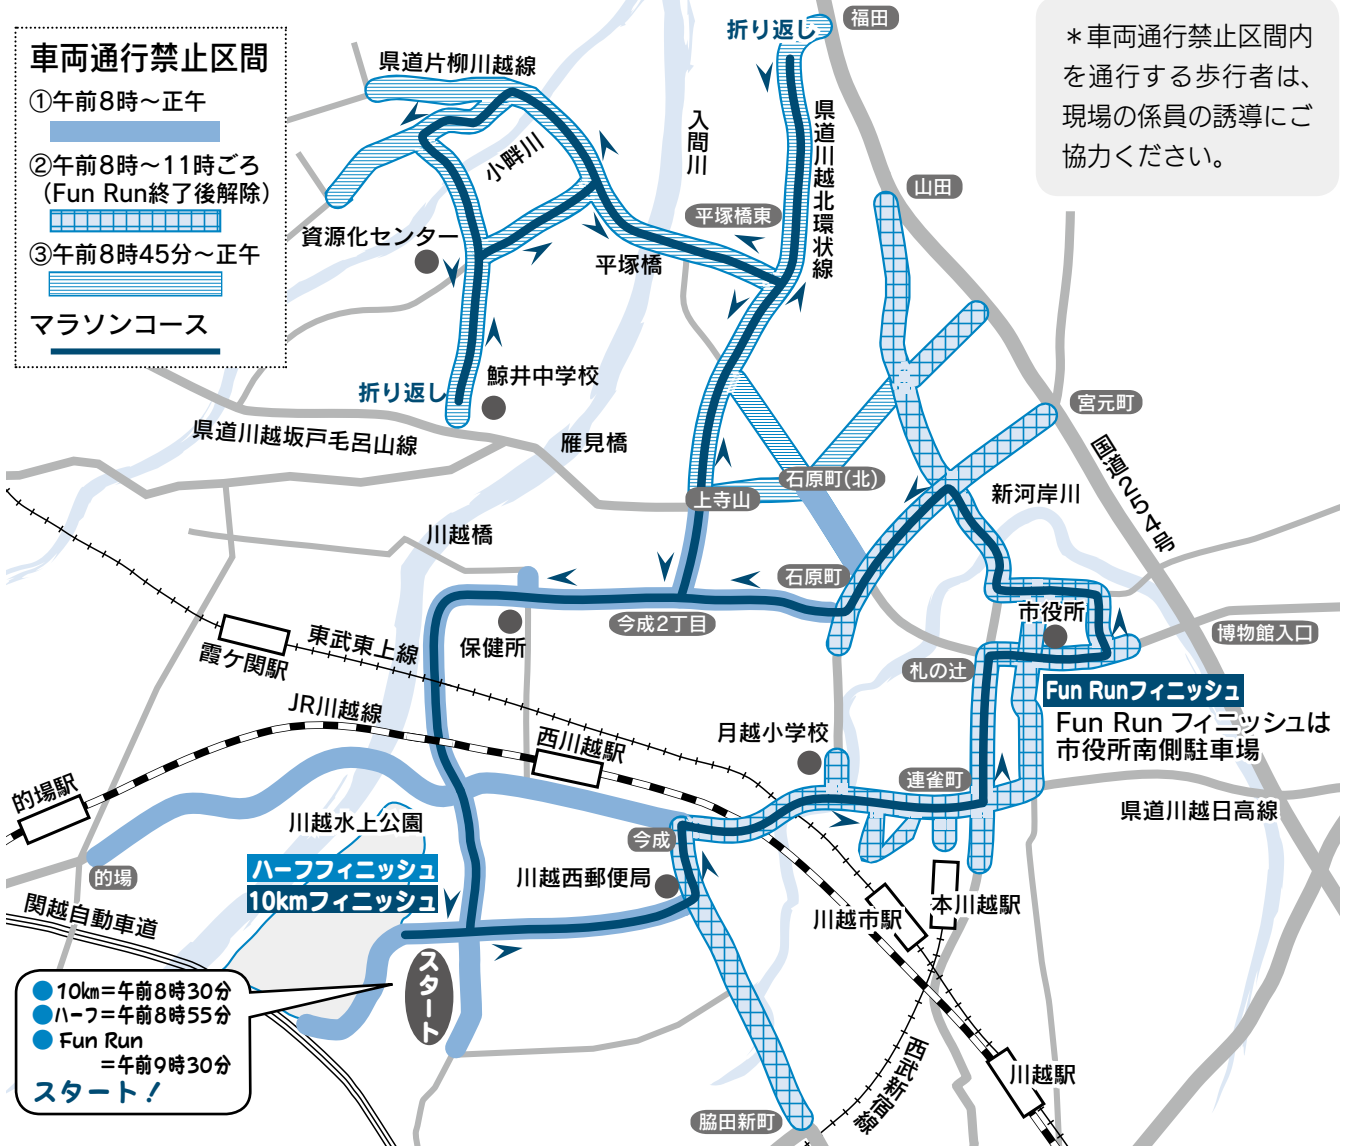 車両通行禁止区間
①午前8時～正午
②午前8時～11時ごろ
（Fun Run終了後解除）
③午前8時45分～正午
マラソンコース
＊車両通行禁止区間内
を通行する歩行者は、
現場の係員の誘導にご
協力ください。
折り返し
福田
県道片柳川越線
入間川
県道川越北環状線
小畔川
山田
平塚橋東
資源化センター
平塚橋
折り返し
鯨井中学校
宮元町
県道川越坂戸毛呂山線
雁見橋
国道254号
石原町(北)
上寺山
新河岸川
川越橋
石原町
今成2丁目
市役所
博物館入口
保健所
東武東上線
霞ケ関駅
札の辻
Fun Runフィニッシュ
Fun Run フィニッシュは
市役所南側駐車場
JR川越線
西川越駅
月越小学校
連雀町
的場駅
県道川越日高線
川越水上公園
今成
ハーフフィニッシュ
10kmフィニッシュ
的場
川越西郵便局
関越自動車道
川越市駅
本川越駅
スタート
10km＝午前8時30分
ハーフ＝午前8時55分
Fun Run
＝午前9時30分
スタート！
西武新宿線
川越駅
脇田新町